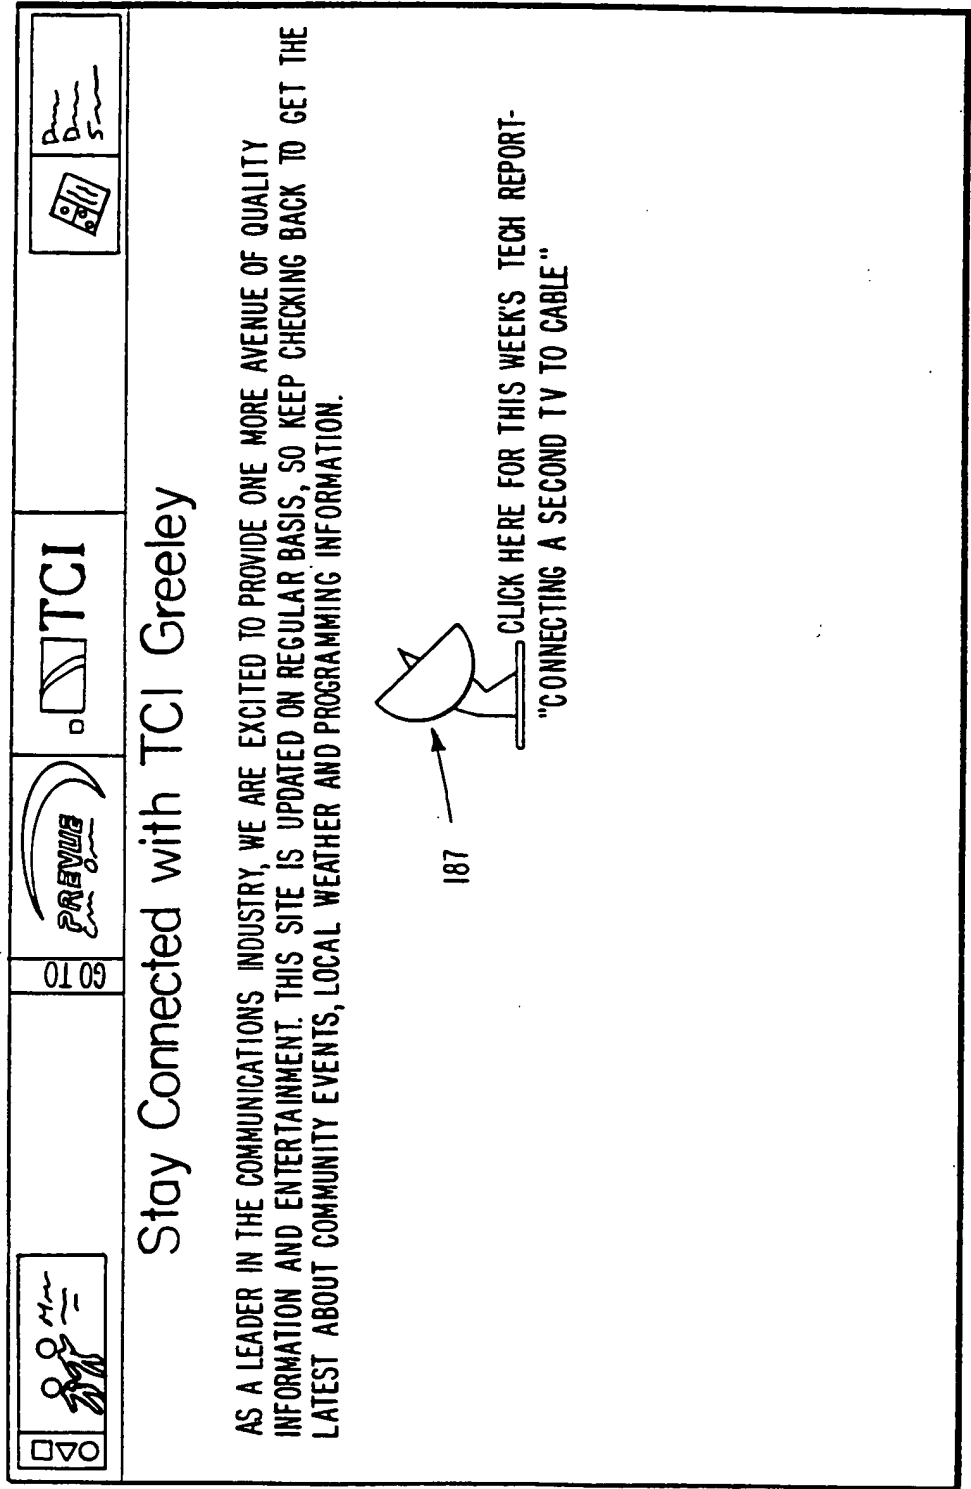 GO TO
PREVUE
TCI
Stay Connected with TCI Greeley
AS A LEADER IN THE COMMUNICATIONS INDUSTRY, WE ARE EXCITED TO PROVIDE ONE MORE AVENUE OF QUALITY
INFORMATION AND ENTERTAINMENT. THIS SITE IS UPDATED ON REGULAR BASIS, SO KEEP CHECKING BACK TO GET THE
LATEST ABOUT COMMUNITY EVENTS, LOCAL WEATHER AND PROGRAMMING INFORMATION.
187
CLICK HERE FOR THIS WEEK'S TECH REPORT-
"CONNECTING A SECOND TV TO CABLE"